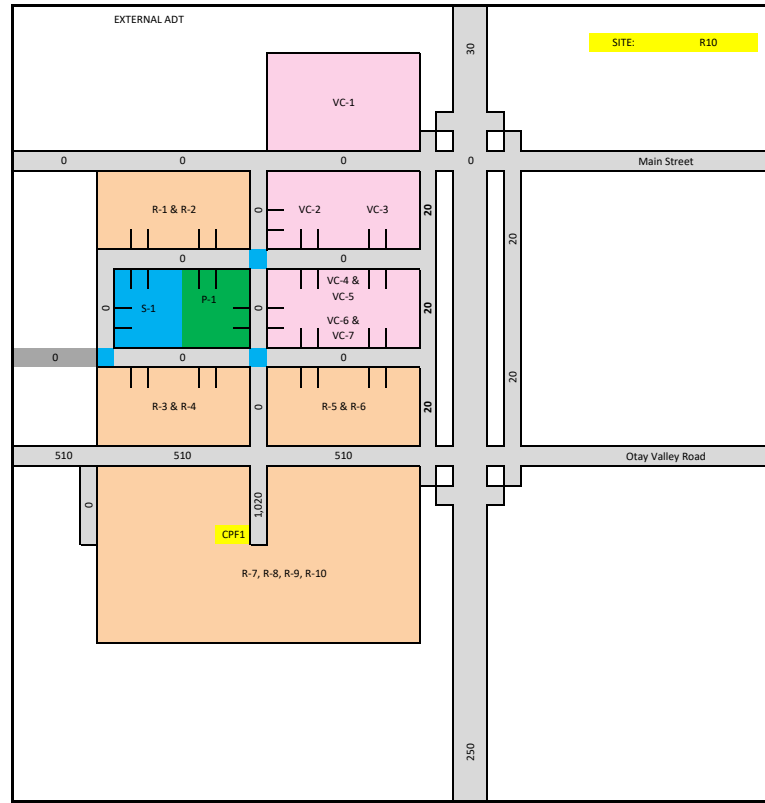 EXTERNAL ADT
30
SITE: R10
VC-1
0 0 0 0 Main Street
R-1 & R-2
0
VC-2 VC-3
20
20
0 0
0
S-1
P-1
0
VC-4 &
VC-5
VC-6 &
VC-7
20
0 0 0
20
R-3 & R-4
0
R-5 & R-6
20
510 510 510 Otay Valley Road
0
1,020
CPF1
R-7, R-8, R-9, R-10
250